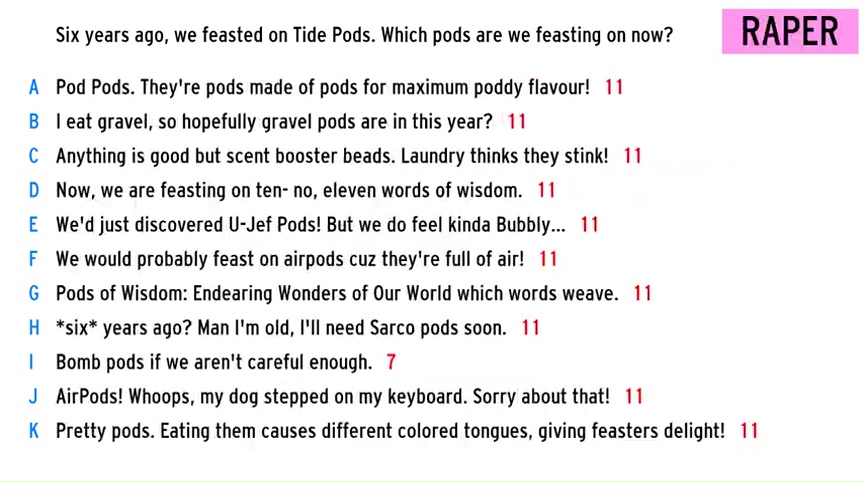 Six years ago, we feasted on Tide Pods. Which pods are we feasting on now?
RAPER
A Pod Pods. They're pods made of pods for maximum poddy flavour! 11
B I eat gravel, so hopefully gravel pods are in this year? 11
C Anything is good but scent booster beads. Laundry thinks they stink! 11
D Now, we are feasting on ten- no, eleven words of wisdom. 11
E We'd just discovered U-Jef Pods! But we do feel kinda Bubbly... 11
F We would probably feast on airpods cuz they're full of air! 11
G Pods of Wisdom: Endearing Wonders of Our World which words weave. 11
H *six* years ago? Man I'm old, I'll need Sarco pods soon. 11
I Bomb pods if we aren't careful enough. 7
J AirPods! Whoops, my dog stepped on my keyboard. Sorry about that! 11
K Pretty pods. Eating them causes different colored tongues, giving feasters delight! 11